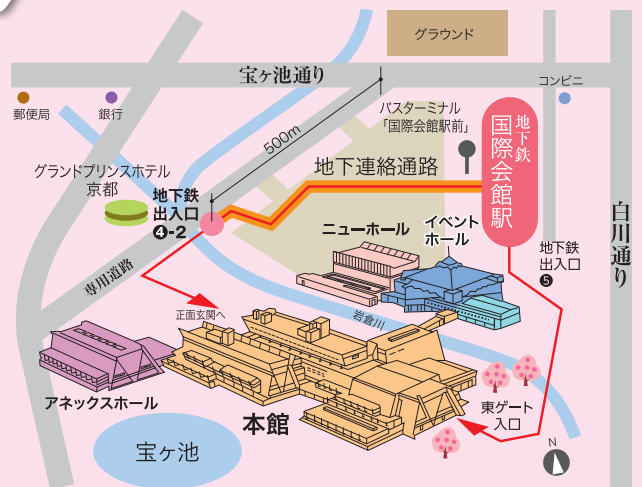 グラウンド
宝ヶ池通り
コンビニ
郵便局
銀行
バスターミナル
「国際会館駅前」
500m
地下鉄
国際会館駅
地下連絡通路
グランドプリンスホテル
京都
地下鉄
出入口
❹-2
白川通り
ニューホール
イベント
ホール
地下鉄
出入口
❺
専用道路
正面玄関へ
岩倉川
アネックスホール
本館
東ゲート
入口
宝ヶ池
N